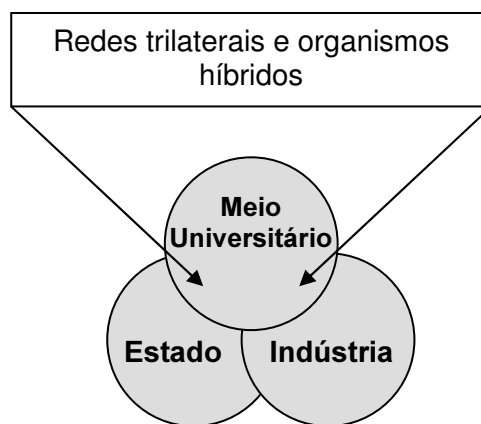 Redes trilaterais e organismos
híbridos
Meio
Universitário
Estado
Indústria